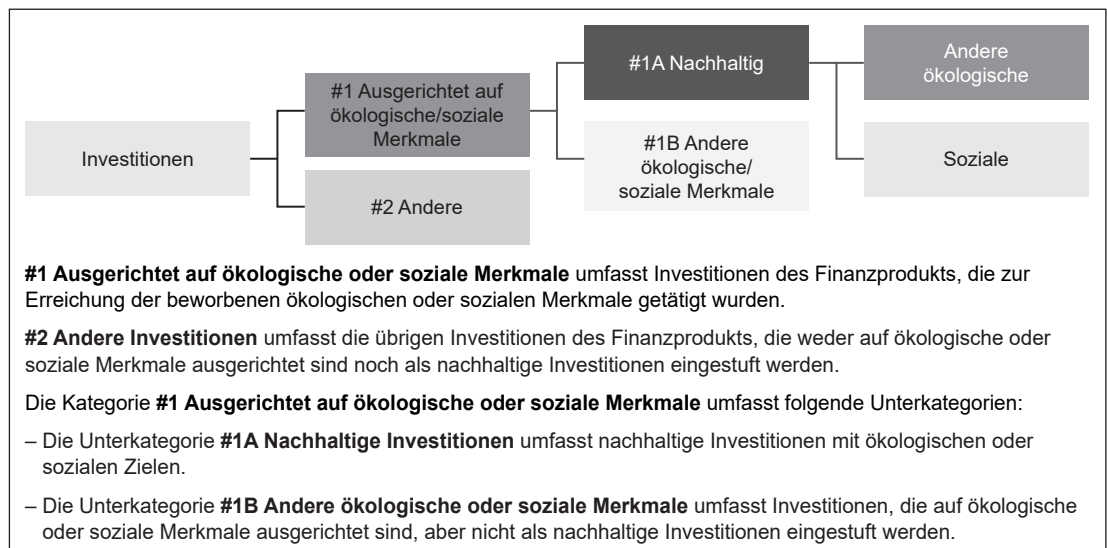 Investitionen
#1 Ausgerichtet auf
ökologische/soziale
Merkmale
#2 Andere
#1A Nachhaltig
#1B Andere
ökologische/
soziale Merkmale
Andere
ökologische
Soziale
#1 Ausgerichtet auf ökologische oder soziale Merkmale umfasst Investitionen des Finanzprodukts, die zur
Erreichung der beworbenen ökologischen oder sozialen Merkmale getätigt wurden.
#2 Andere Investitionen umfasst die übrigen Investitionen des Finanzprodukts, die weder auf ökologische oder
soziale Merkmale ausgerichtet sind noch als nachhaltige Investitionen eingestuft werden.
Die Kategorie #1 Ausgerichtet auf ökologische oder soziale Merkmale umfasst folgende Unterkategorien:
– Die Unterkategorie #1A Nachhaltige Investitionen umfasst nachhaltige Investitionen mit ökologischen oder
sozialen Zielen.
– Die Unterkategorie #1B Andere ökologische oder soziale Merkmale umfasst Investitionen, die auf ökologische
oder soziale Merkmale ausgerichtet sind, aber nicht als nachhaltige Investitionen eingestuft werden.